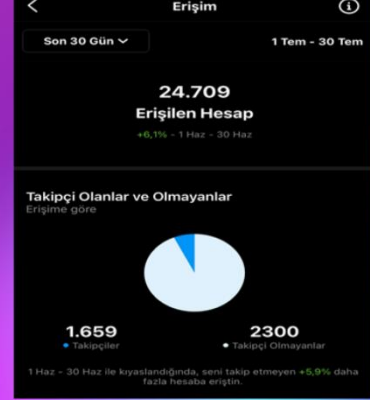 Erişim
Son 30 Gün
1 Tem - 30 Tem
24.709
Erişilen Hesap
+6,1% - 1 Haz - 30 Haz
Takipçi Olanlar ve Olmayanlar
Erişime göre
1.659
2300
Takipçiler
Takipçi Olmayanlar
1 Haz - 30 Haz ile kıyaslandığında, seni takip etmeyen +5,9% daha
fazla hesaba eriştin.